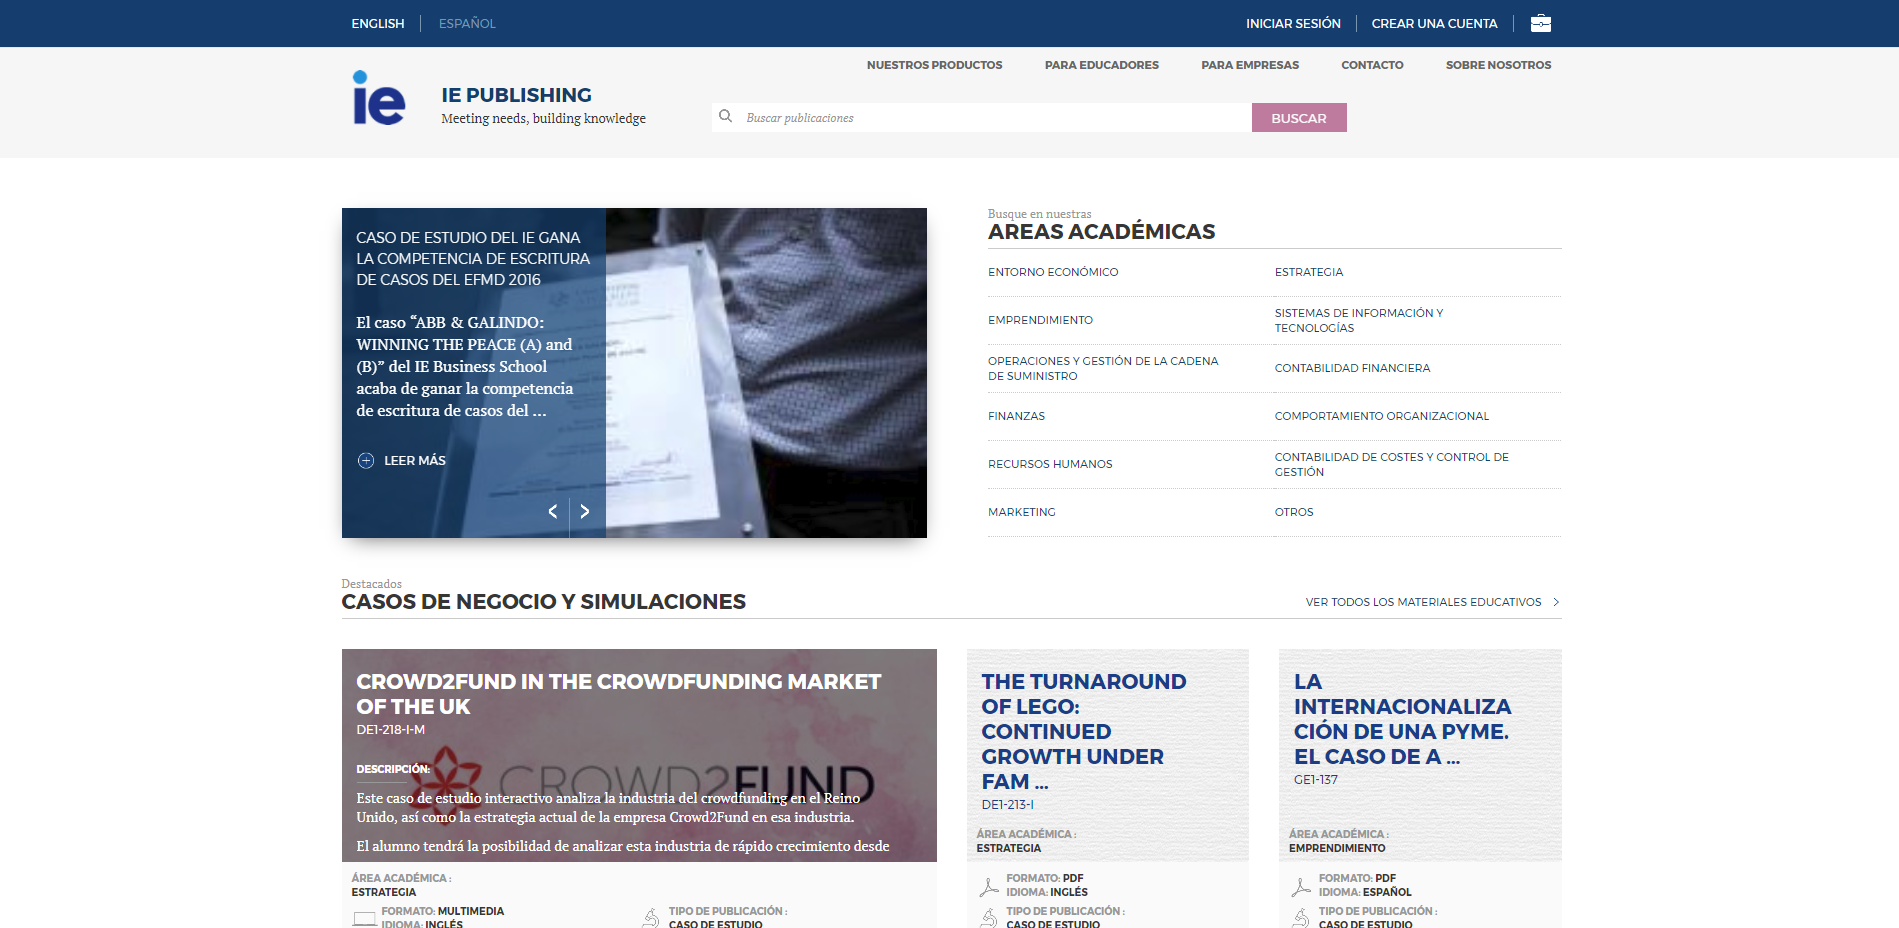 ENGLISH
ESPAÑOL
INICIAR SESIÓN
CREAR UNA CUENTA
NUESTROS PRODUCTOS
PARA EDUCADORES
PARA EMPRESAS
CONTACTO
SOBRE NOSOTROS
ie
IE PUBLISHING
Meeting needs, building knowledge
Buscar publicaciones
BUSCAR
CASO DE ESTUDIO DEL IE GANA
LA COMPETENCIA DE ESCRITURA
DE CASOS DEL EFMD 2016
El caso “ABB & GALINDO:
WINNING THE PEACE (A) and
(B)” del IE Business School
acaba de ganar la competencia
de escritura de casos del ...
LEER MÁS
Busque en nuestras
AREAS ACADÉMICAS
ENTORNO ECONÓMICO
ESTRATEGIA
EMPRENDIMIENTO
SISTEMAS DE INFORMACIÓN Y
TECNOLOGÍAS
OPERACIONES Y GESTIÓN DE LA CADENA
DE SUMINISTRO
CONTABILIDAD FINANCIERA
FINANZAS
COMPORTAMIENTO ORGANIZACIONAL
RECURSOS HUMANOS
CONTABILIDAD DE COSTES Y CONTROL DE
GESTIÓN
MARKETING
OTROS
Destacados
CASOS DE NEGOCIO Y SIMULACIONES
VER TODOS LOS MATERIALES EDUCATIVOS
CROWD2FUND IN THE CROWDFUNDING MARKET
OF THE UK
DE1-218-I-M
DESCRIPCIÓN:
CROWD2FUND
Este caso de estudio interactivo analiza la industria del crowdfunding en el Reino
Unido, así como la estrategia actual de la empresa Crowd2Fund en esa industria.
El alumno tendrá la posibilidad de analizar esta industria de rápido crecimiento desde
ÁREA ACADÉMICA :
ESTRATEGIA
FORMATO: MULTIMEDIA
IDIOMA: INGLÉS
TIPO DE PUBLICACIÓN :
CASO DE ESTUDIO
THE TURNAROUND
OF LEGO:
CONTINUED
GROWTH UNDER
FAM ...
DE1-213-I
ÁREA ACADÉMICA :
ESTRATEGIA
FORMATO: PDF
IDIOMA: INGLÉS
TIPO DE PUBLICACIÓN :
CASO DE ESTUDIO
LA
INTERNACIONALIZA
CIÓN DE UNA PYME.
EL CASO DE A ...
GE1-137
ÁREA ACADÉMICA :
EMPRENDIMIENTO
FORMATO: PDF
IDIOMA: ESPAÑOL
TIPO DE PUBLICACIÓN :
CASO DE ESTUDIO